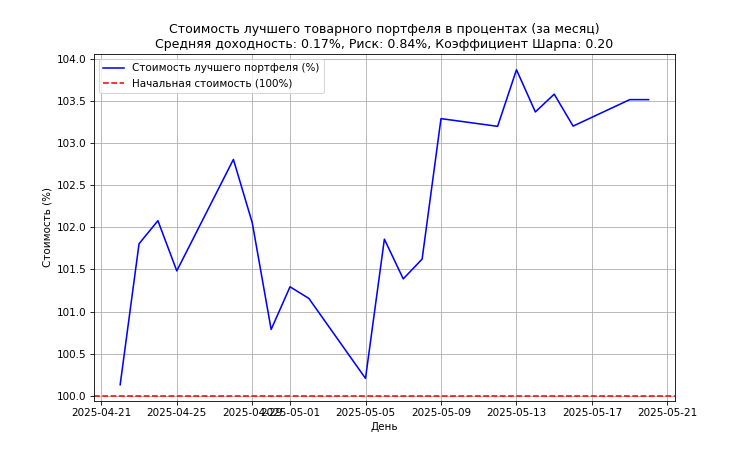 Стоимость лучшего товарного портфеля в процентах (за месяц)
Средняя доходность: 0.17%, Риск: 0.84%, Коэффициент Шарпа: 0.20
Стоимость лучшего портфеля (%)
Начальная стоимость (100%)
104.0
103.5
103.0
102.5
102.0
101.5
101.0
100.5
100.0
Стоимость (%)
2025-04-21 2025-04-25 2025-04-29 2025-05-01 2025-05-05 2025-05-09 2025-05-13 2025-05-17 2025-05-21
День